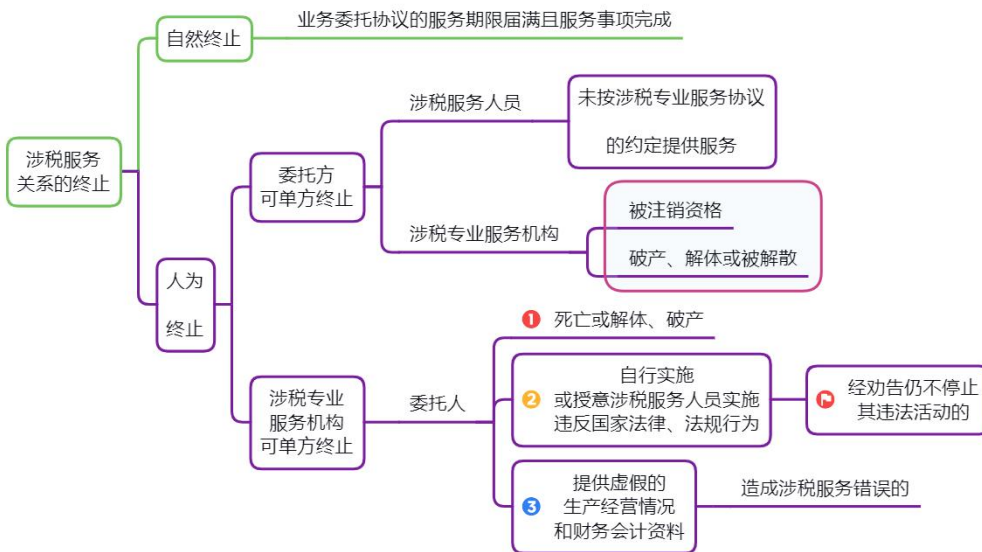 业务委托协议的服务期限届满且服务事项完成
自然终止
涉税服务
关系的终止
人为
终止
委托方
可单方终止
涉税服务人员
未按涉税专业服务协议
的约定提供服务
涉税专业服务机构
被注销资格
破产、解体或被解散
涉税专业
服务机构
可单方终止
委托人
1 死亡或解体、破产
2
自行实施
或授意涉税服务人员实施
违反国家法律、法规行为
经劝告仍不停止
其违法活动的
3
提供虚假的
生产经营情况
和财务会计资料
造成涉税服务错误的